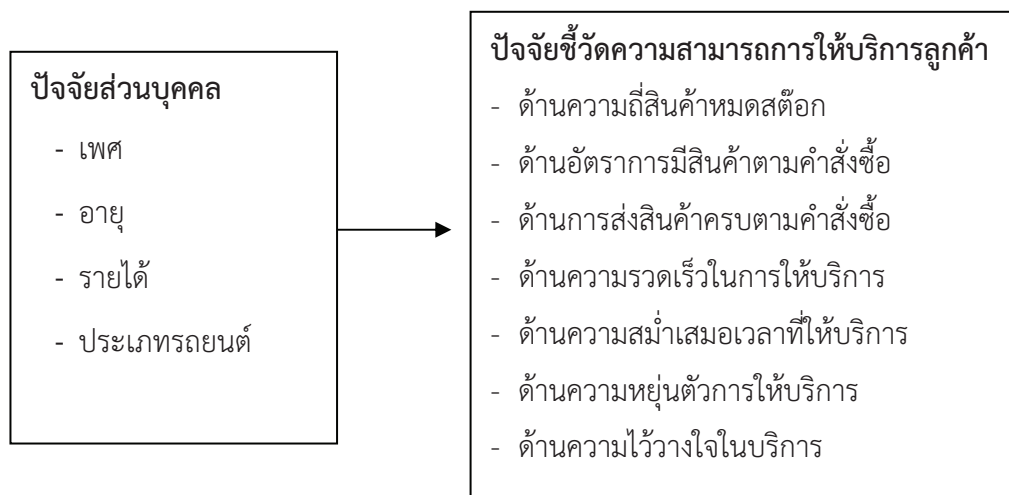 ปัจจัยส่วนบุคคล
- เพศ
- อายุ
- รายได้
- ประเภทรถยนต์
ปัจจัยชี้วัดความสามารถการให้บริการลูกค้า
- ด้านความถี่สินค้าหมดสต๊อก
- ด้านอัตราการมีสินค้าตามคำสั่งซื้อ
- ด้านการส่งสินค้าครบตามคำสั่งซื้อ
- ด้านความรวดเร็วในการให้บริการ
- ด้านความสม่ำเสมอเวลาที่ให้บริการ
- ด้านความหยุ่นตัวการให้บริการ
- ด้านความไว้วางใจในบริการ